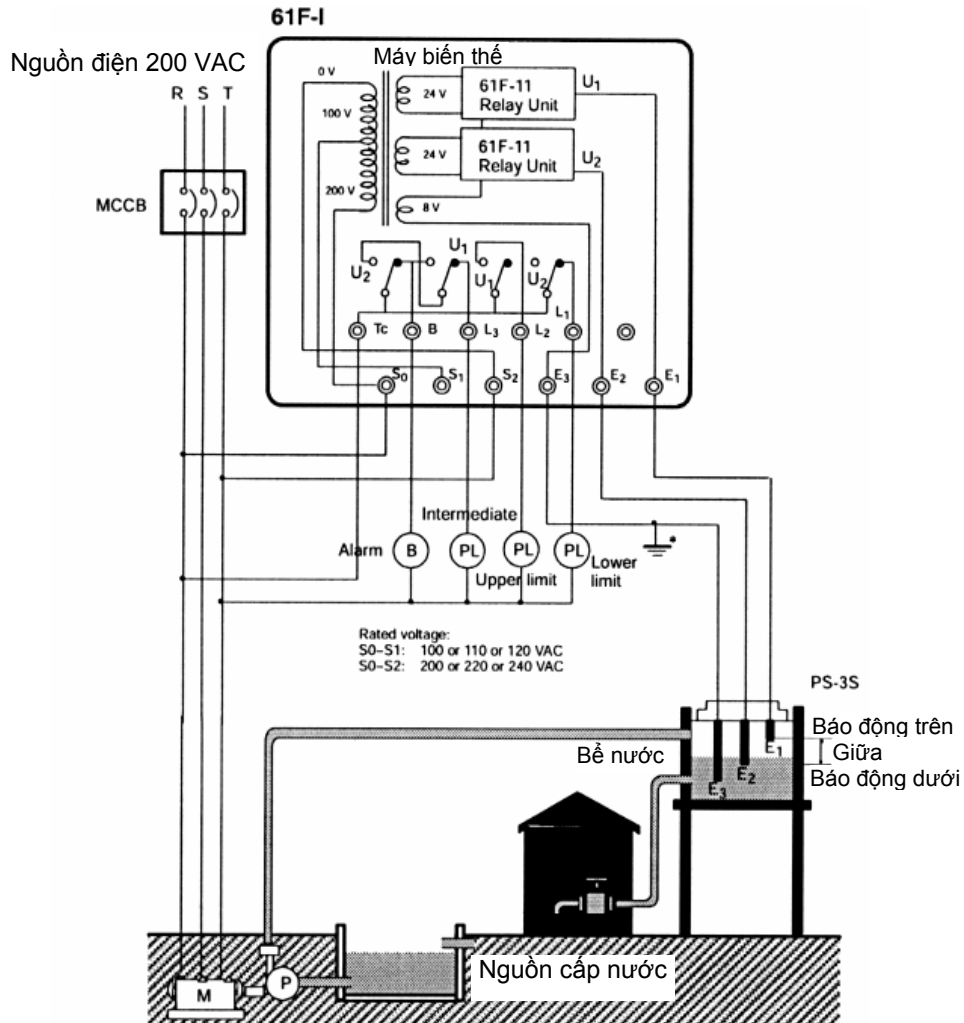 61F-I
Nguồn điện 200 VAC
Máy biến thế
R S T
0 V
100 V
200 V
24 V
61F-11
Relay Unit
U1
24 V
61F-11
Relay Unit
U2
8 V
MCCB
U2
U1
U1
U2
Tc
B
L3
L2
L1
S0
S1
S2
E3
E2
E1
Intermediate
Alarm
B
PL
PL
PL
Upper limit
Lower
limit
*
Rated voltage:
S0–S1: 100 or 110 or 120 VAC
S0–S2: 200 or 220 or 240 VAC
PS-3S
Báo động trên
Giữa
Báo động dưới
Bể nước
E1
E2
E3
Nguồn cấp nước
M
P